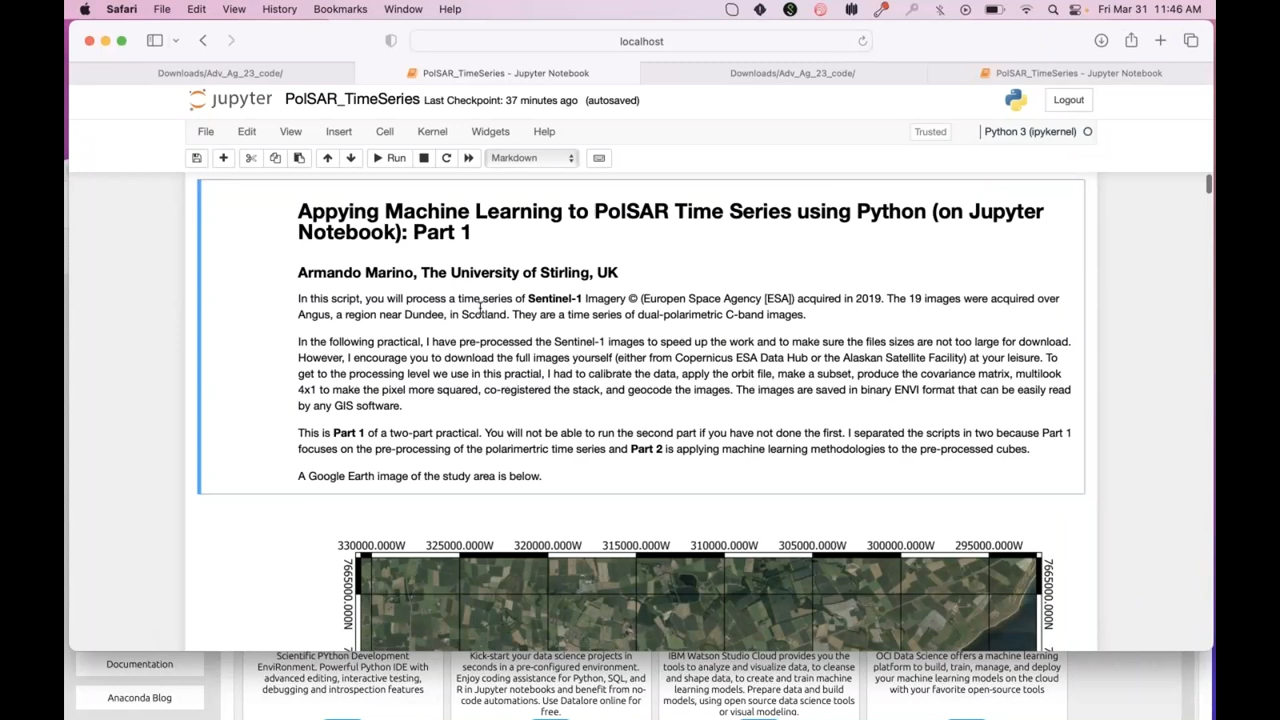 Safari File Edit View History Bookmarks Window Help Fri Mar 31 11:46 AM
localhost
Downloads/Adv_Ag_23_code/ PolSAR_TimeSeries - Jupyter Notebook Downloads/Adv_Ag_23_code/ PolSAR_TimeSeries - Jupyter Notebook
jupyter PolSAR_TimeSeries Last Checkpoint: 37 minutes ago (autosaved) Logout
File Edit View Insert Cell Kernel Widgets Help Trusted Python 3 (ipykernel)
Run Markdown
Appying Machine Learning to PolSAR Time Series using Python (on Jupyter
Notebook): Part 1
Armando Marino, The University of Stirling, UK
In this script, you will process a time series of Sentinel-1 Imagery © (Europen Space Agency [ESA]) acquired in 2019. The 19 images were acquired over
Angus, a region near Dundee, in Scotland. They are a time series of dual-polarimetric C-band images.
In the following practical, I have pre-processed the Sentinel-1 images to speed up the work and to make sure the files sizes are not too large for download.
However, I encourage you to download the full images yourself (either from Copernicus ESA Data Hub or the Alaskan Satellite Facility) at your leisure. To
get to the processing level we use in this practial, I had to calibrate the data, apply the orbit file, make a subset, produce the covariance matrix, multilook
4x1 to make the pixel more squared, co-registered the stack, and geocode the images. The images are saved in binary ENVI format that can be easily read
by any GIS software.
This is Part 1 of a two-part practical. You will not be able to run the second part if you have not done the first. I separated the scripts in two because Part 1
focuses on the pre-processing of the polarimertric time series and Part 2 is applying machine learning methodologies to the pre-processed cubes.
A Google Earth image of the study area is below.
330000.000W 325000.000W 320000.000W 315000.000W 310000.000W 305000.000W 300000.000W 295000.000W
7665000.000N 7665000.000N
Documentation
Anaconda Blog
Scientific PYthon Development
EnviRonment. Powerful Python IDE with
advanced editing, interactive testing,
debugging and introspection features
Kick-start your data science projects in
seconds in a pre-configured environment.
Enjoy coding assistance for Python, SQL, and
R in Jupyter notebooks and benefit from no-
code automations. Use Datalore online for
free.
IBM Watson Studio Cloud provides you the
tools to analyze and visualize data, to cleanse
and shape data, to create and train machine
learning models. Prepare data and build
models, using open source data science tools
or visual modeling.
OCI Data Science offers a machine learning
platform to build, train, manage, and deploy
your machine learning models on the cloud
with your favorite open-source tools